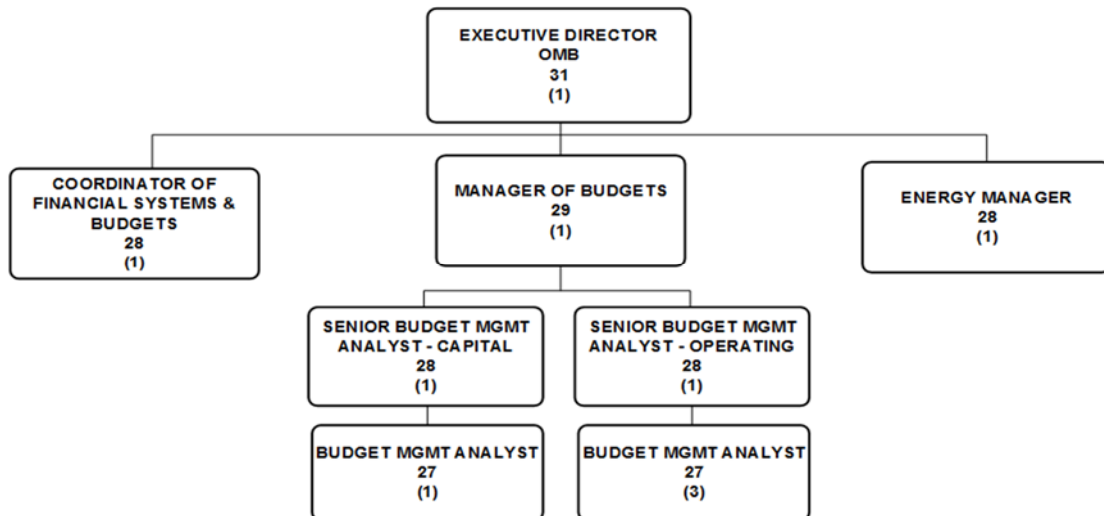 EXECUTIVE DIRECTOR
OMB
31
(1)
COORDINATOR OF
FINANCIAL SYSTEMS &
BUDGETS
28
(1)
MANAGER OF BUDGETS
29
(1)
ENERGY MANAGER
28
(1)
SENIOR BUDGET MGMT
ANALYST - CAPITAL
28
(1)
SENIOR BUDGET MGMT
ANALYST - OPERATING
28
(1)
BUDGET MGMT ANALYST
27
(1)
BUDGET MGMT ANALYST
27
(3)